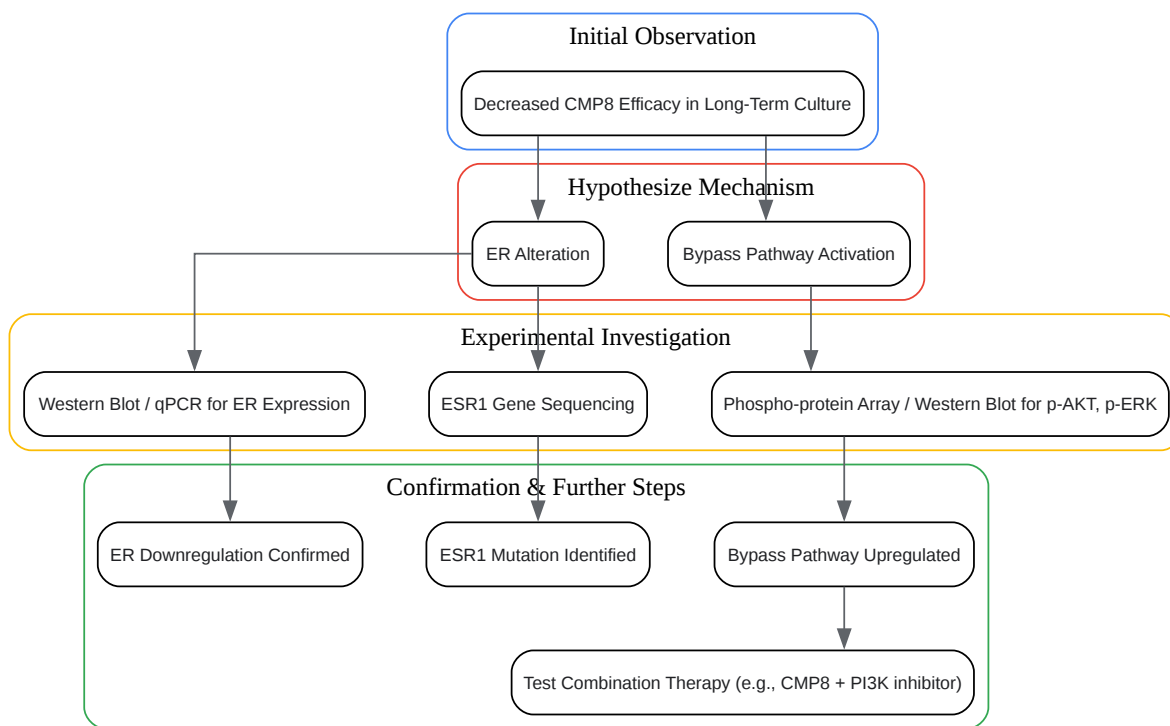 Initial Observation
Decreased CMP8 Efficacy in Long-Term Culture
Hypothesize Mechanism
ER Alteration
Bypass Pathway Activation
Experimental Investigation
Western Blot / qPCR for ER Expression
ESR1 Gene Sequencing
Phospho-protein Array / Western Blot for p-AKT, p-ERK
Confirmation & Further Steps
ER Downregulation Confirmed
ESR1 Mutation Identified
Bypass Pathway Upregulated
Test Combination Therapy (e.g., CMP8 + PI3K inhibitor)